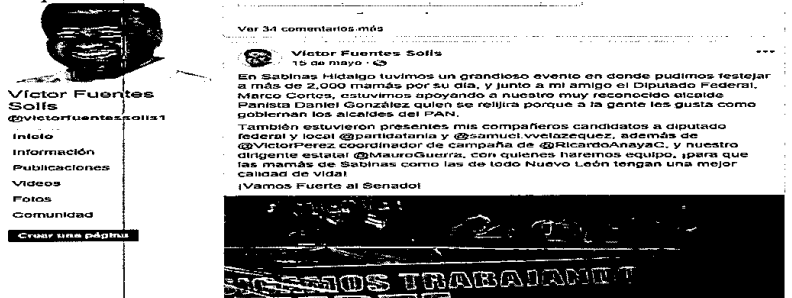 Ver 34 comentarios más
Víctor Fuentes Solís
15 de mayo
En Sabinas Hidalgo tuvimos un grandioso evento en donde pudimos festejar
a más de 2,000 mamás por su día, y junto a mi amigo el Diputado Federal,
Marco Cortes, estuvimos apoyando a nuestro muy reconocido alcalde
Panista Daniel González quien se relijira porque a la gente les gusta como
gobiernan los alcaldes del PAN.
También estuvieron presentes mis compañeros candidatos a diputado
federal y local @partidatania y @samuel.vvelazequez, además de
@VictorPerez coordinador de campaña de @RicardoAnayaC, y nuestro
dirigente estatal @MauroGuerra, con quienes haremos equipo, ¡para que
las mamás de Sabinas como las de todo Nuevo León tengan una mejor
calidad de vida!
¡Vamos Fuerte al Senado!
Víctor Fuentes
Solís
@victorfuentessolis1
Inicio
Información
Publicaciones
Videos
Fotos
Comunidad
Crear una página
SIGAMOS TRABAJANDO